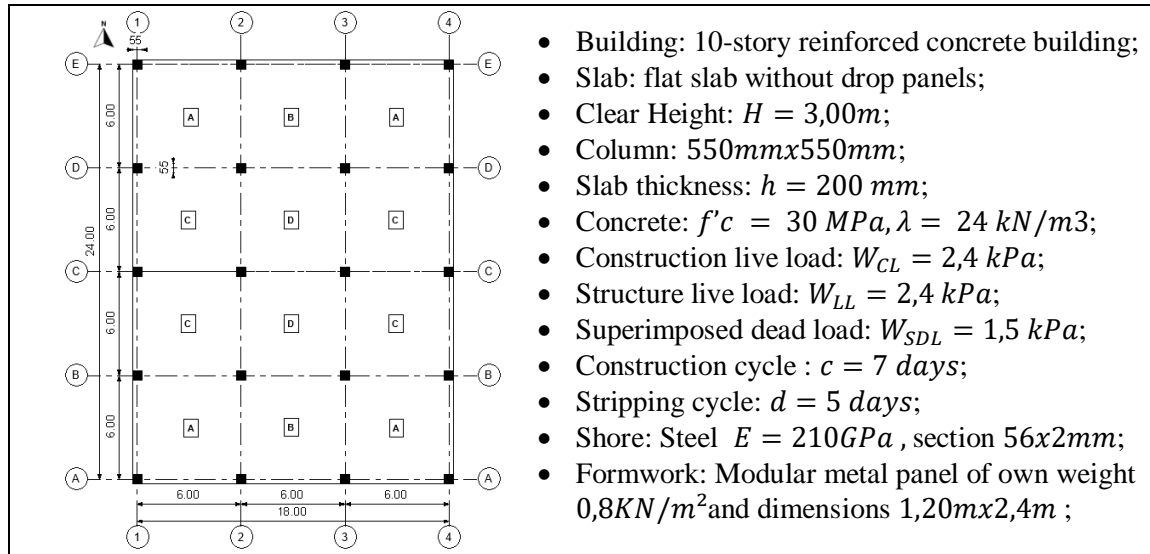 1 2 3 4
N
55
E E
6.00 A B A
D 55 D
6.00 C D C
24.00
C C
6.00 C D C
B B
6.00 A B A
A A
6.00 6.00 6.00
18.00
1 2 3 4
• Building: 10-story reinforced concrete building;
• Slab: flat slab without drop panels;
• Clear Height: H = 3,00m;
• Column: 550mmx550mm;
• Slab thickness: h = 200 mm;
• Concrete: f'c = 30 MPa, λ = 24 kN/m3;
• Construction live load: W_CL = 2,4 kPa;
• Structure live load: W_LL = 2,4 kPa;
• Superimposed dead load: W_SDL = 1,5 kPa;
• Construction cycle : c = 7 days;
• Stripping cycle: d = 5 days;
• Shore: Steel E = 210GPa , section 56x2mm;
• Formwork: Modular metal panel of own weight
0,8KN/m²and dimensions 1,20mx2,4m ;